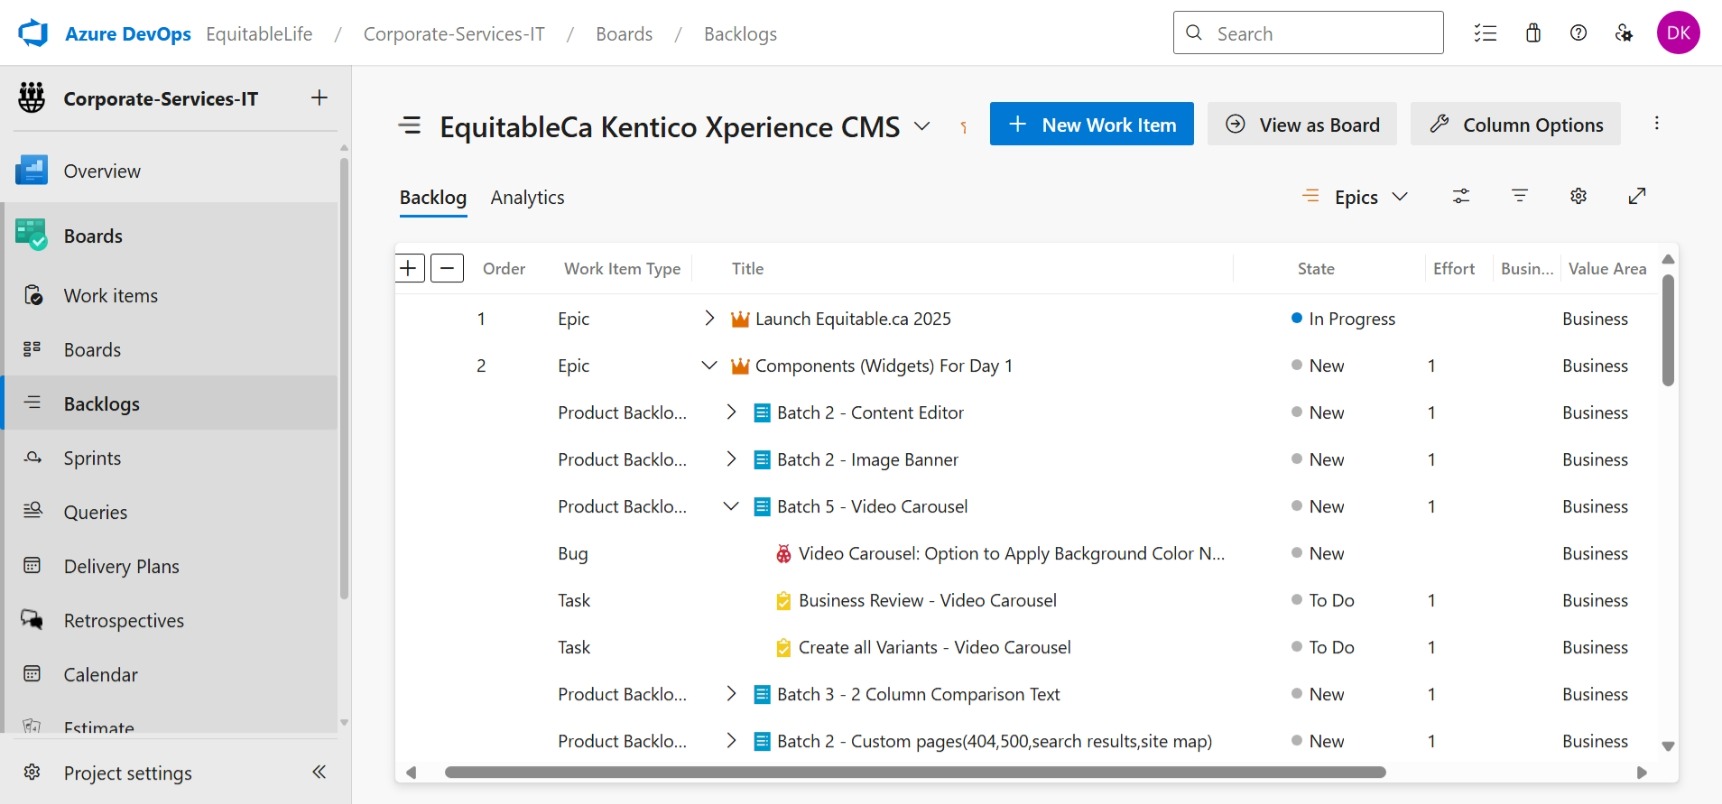 Azure DevOps EquitableLife / Corporate-Services-IT / Boards / Backlogs
Search
DK
Corporate-Services-IT
Overview
Boards
Work items
Boards
Backlogs
Sprints
Queries
Delivery Plans
Retrospectives
Calendar
Estimate
Project settings
EquitableCa Kentico Xperience CMS
New Work Item
View as Board
Column Options
Backlog Analytics
Epics
Order Work Item Type Title State Effort Busin... Value Area
1 Epic Launch Equitable.ca 2025 In Progress Business
2 Epic Components (Widgets) For Day 1 New 1 Business
Product Backlo... Batch 2 - Content Editor New 1 Business
Product Backlo... Batch 2 - Image Banner New 1 Business
Product Backlo... Batch 5 - Video Carousel New 1 Business
Bug Video Carousel: Option to Apply Background Color N... New Business
Task Business Review - Video Carousel To Do 1 Business
Task Create all Variants - Video Carousel To Do 1 Business
Product Backlo... Batch 3 - 2 Column Comparison Text New 1 Business
Product Backlo... Batch 2 - Custom pages(404,500,search results,site map) New 1 Business